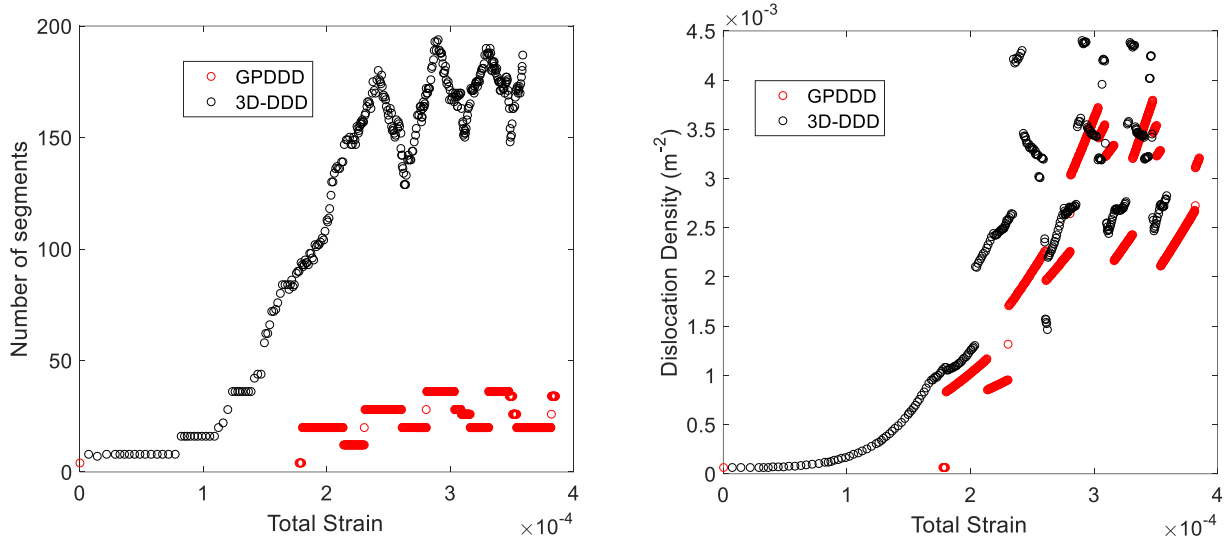 200
150
100
50
0
Number of segments
GPDDD
3D-DDD
0 1 2 3 4
Total Strain
×10⁻⁴
×10⁻³
4.5
4
3.5
3
2.5
2
1.5
1
0.5
0
Dislocation Density (m⁻²)
GPDDD
3D-DDD
0 1 2 3 4
Total Strain
×10⁻⁴